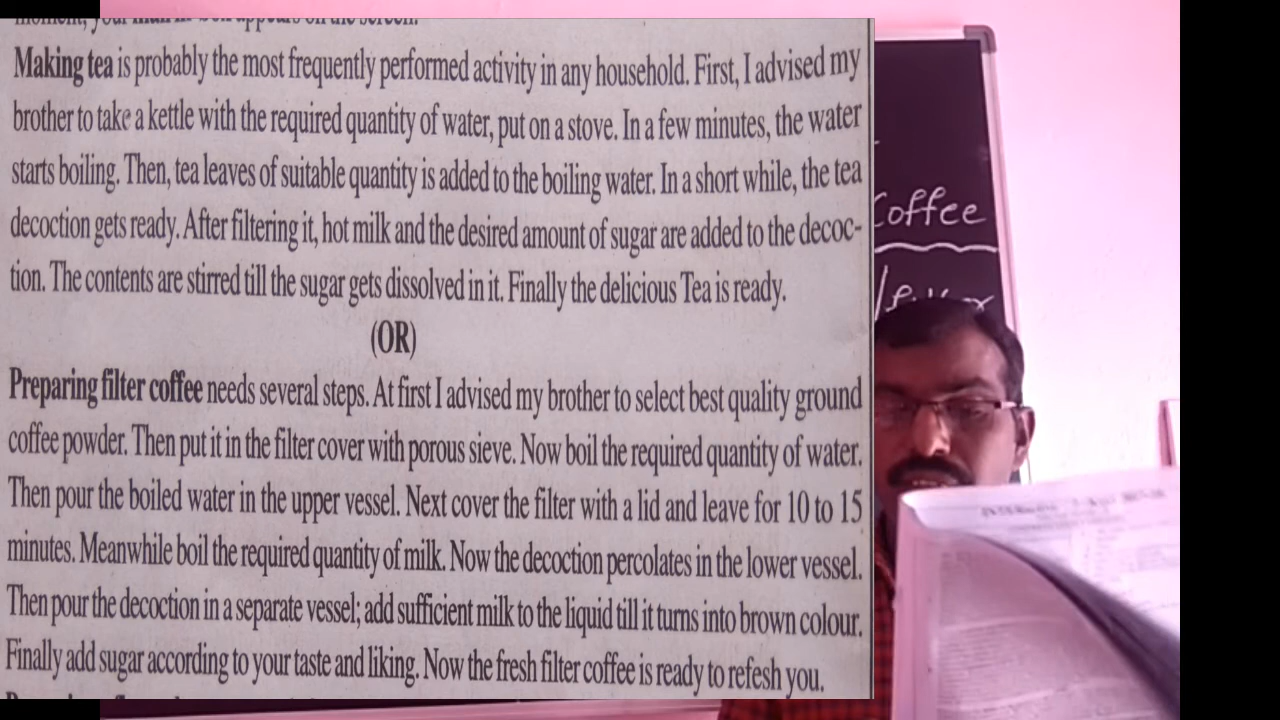 Making tea is probably the most frequently performed activity in any household. First, I advised my
brother to take a kettle with the required quantity of water, put on a stove. In a few minutes, the water
starts boiling. Then, tea leaves of suitable quantity is added to the boiling water. In a short while, the tea
decoction gets ready. After filtering it, hot milk and the desired amount of sugar are added to the decoc-
tion. The contents are stirred till the sugar gets dissolved in it. Finally the delicious Tea is ready.
(OR)
Preparing filter coffee needs several steps. At first I advised my brother to select best quality ground
coffee powder. Then put it in the filter cover with porous sieve. Now boil the required quantity of water.
Then pour the boiled water in the upper vessel. Next cover the filter with a lid and leave for 10 to 15
minutes. Meanwhile boil the required quantity of milk. Now the decoction percolates in the lower vessel.
Then pour the decoction in a separate vessel; add sufficient milk to the liquid till it turns into brown colour.
Finally add sugar according to your taste and liking. Now the fresh filter coffee is ready to refesh you.
Coffee